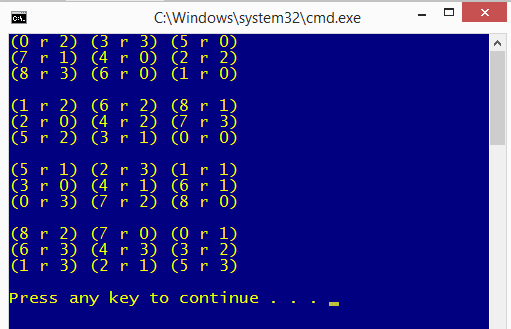 C:\Windows\system32\cmd.exe
(0 r 2) (3 r 3) (5 r 0)
(7 r 1) (4 r 0) (2 r 2)
(8 r 3) (6 r 0) (1 r 0)
(1 r 2) (6 r 2) (8 r 1)
(2 r 0) (4 r 2) (7 r 3)
(5 r 2) (3 r 1) (0 r 0)
(5 r 1) (2 r 3) (1 r 1)
(3 r 0) (4 r 1) (6 r 1)
(0 r 3) (7 r 2) (8 r 0)
(8 r 2) (7 r 0) (0 r 1)
(6 r 3) (4 r 3) (3 r 2)
(1 r 3) (2 r 1) (5 r 3)
Press any key to continue . . . _